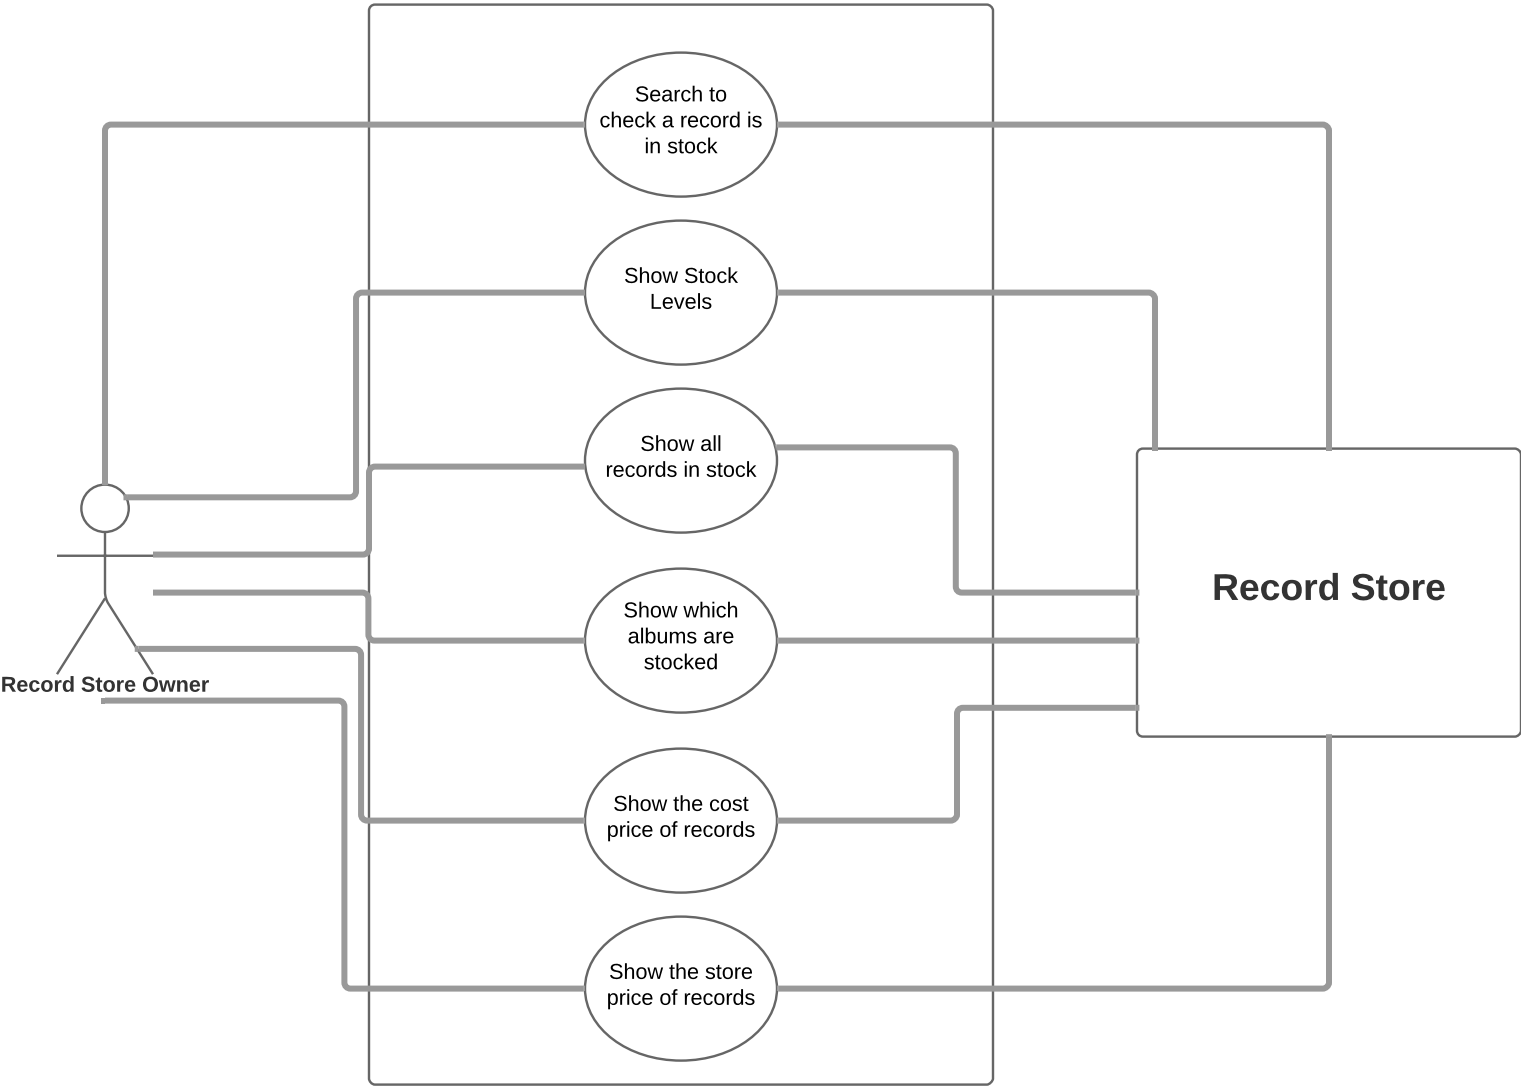 Search to
check a record is
in stock
Show Stock
Levels
Show all
records in stock
Show which
albums are
stocked
Show the cost
price of records
Show the store
price of records
Record Store Owner
Record Store